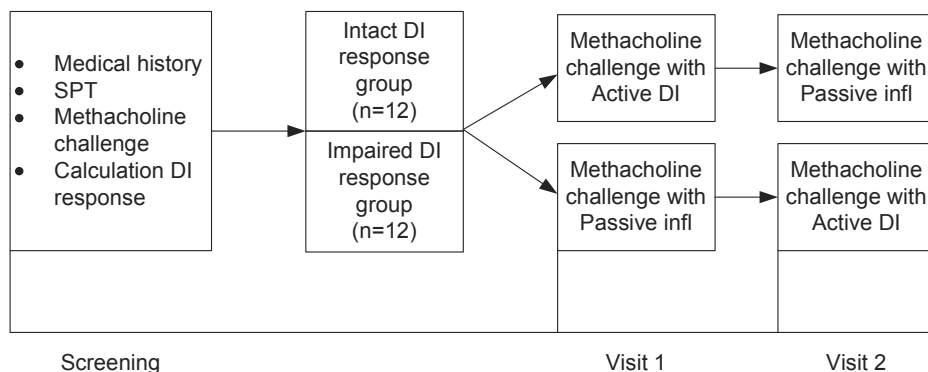 • Medical history
• SPT
• Methacholine
challenge
• Calculation DI
response
Intact DI
response
group
(n=12)
Impaired DI
response
group
(n=12)
Methacholine
challenge with
Active DI
Methacholine
challenge with
Passive infl
Methacholine
challenge with
Passive infl
Methacholine
challenge with
Active DI
Screening
Visit 1
Visit 2